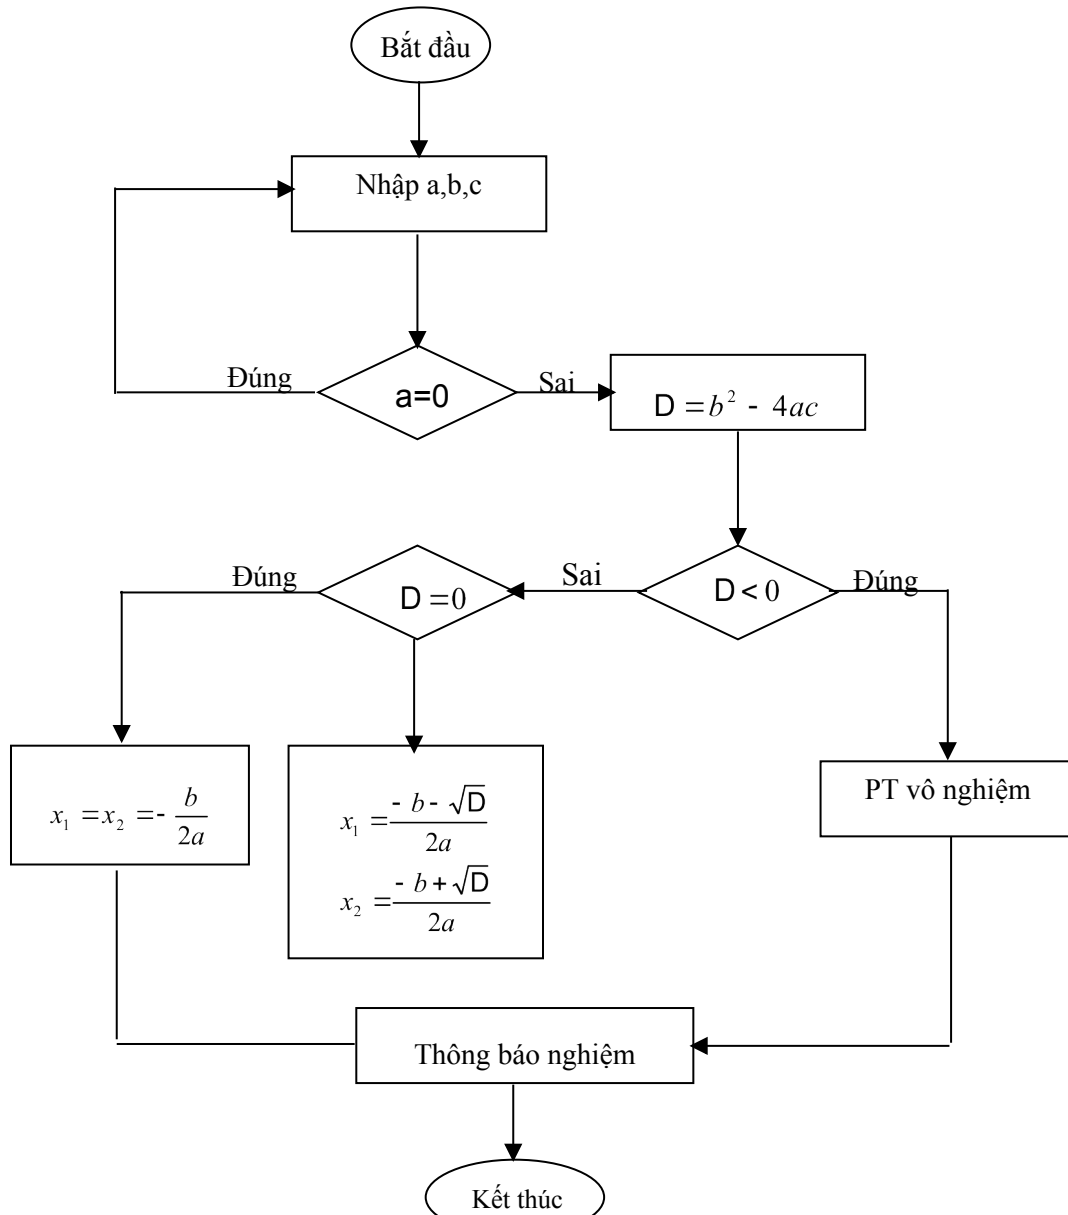 Bắt đầu
Nhập a,b,c
Đúng
a=0
Sai
D = b² - 4ac
Đúng
D = 0
Sai
D < 0
Đúng
x₁ = x₂ = - b/2a
x₁ = (- b - √D)/2a
x₂ = (- b + √D)/2a
PT vô nghiệm
Thông báo nghiệm
Kết thúc